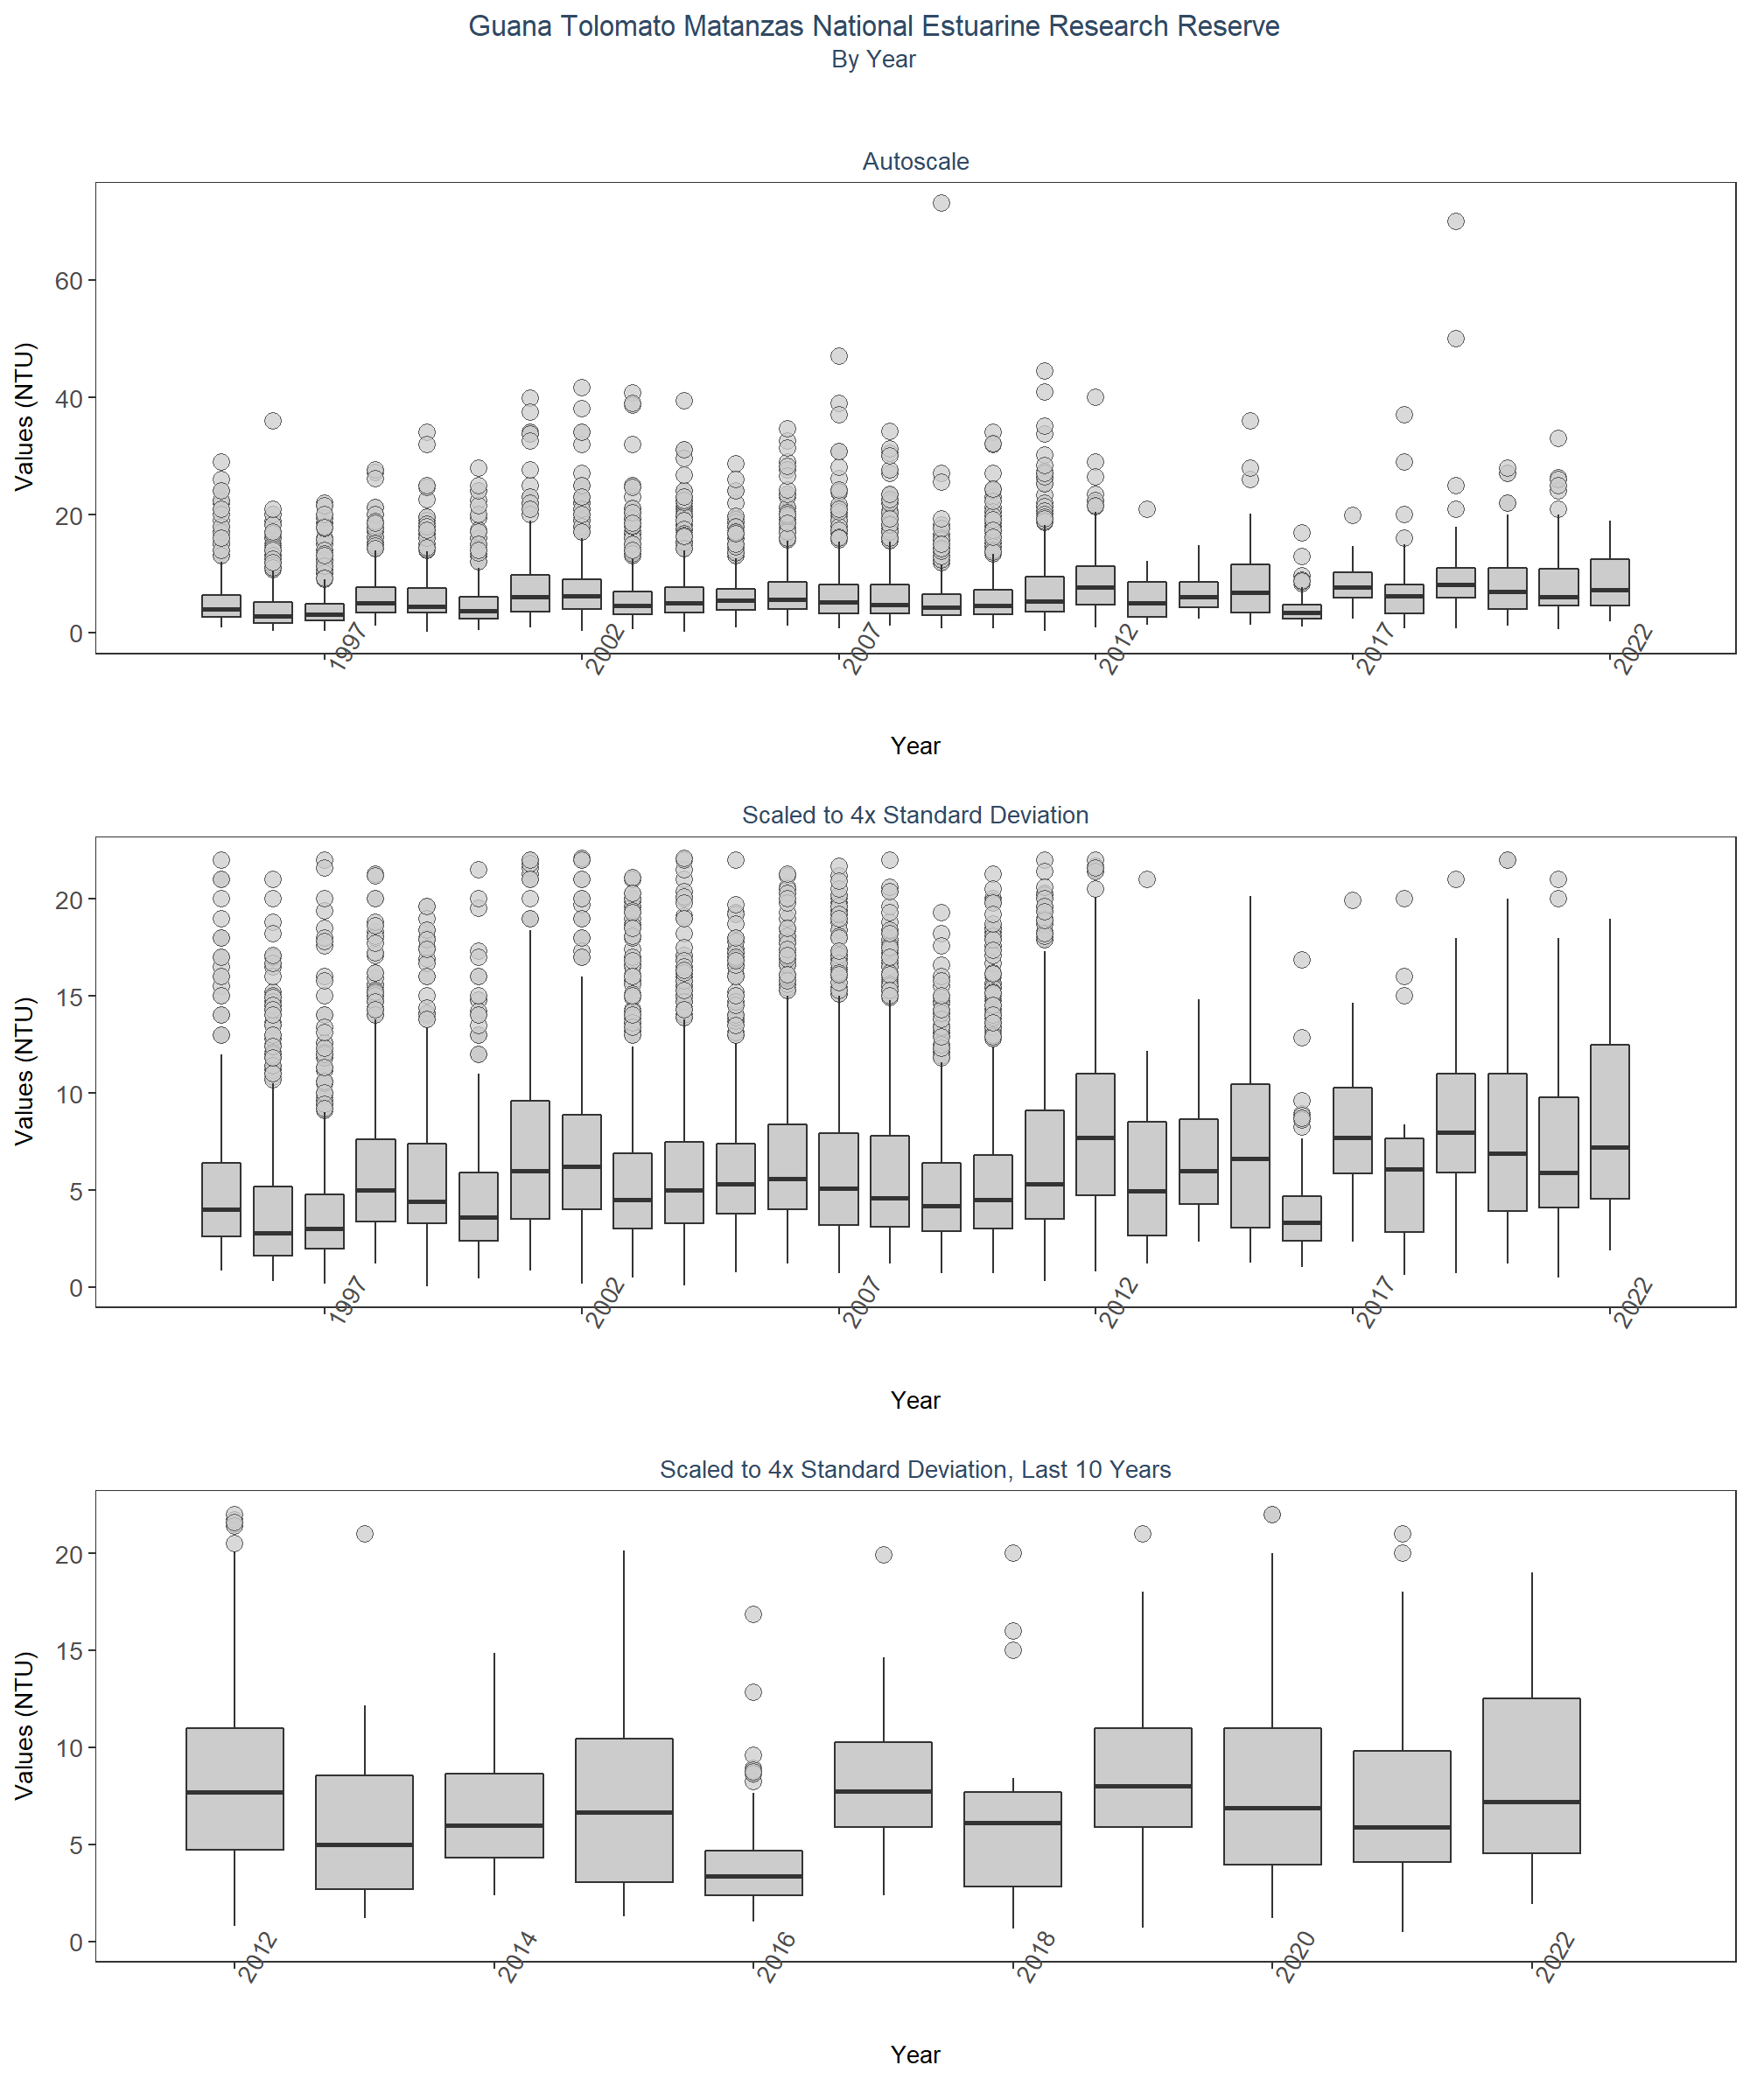 Guana Tolomato Matanzas National Estuarine Research Reserve
By Year
Autoscale
Values (NTU)
60
40
20
0
1997
2002
2007
2012
2017
2022
Year
Scaled to 4x Standard Deviation
Values (NTU)
20
15
10
5
0
1997
2002
2007
2012
2017
2022
Year
Scaled to 4x Standard Deviation, Last 10 Years
Values (NTU)
20
15
10
5
0
2012
2014
2016
2018
2020
2022
Year